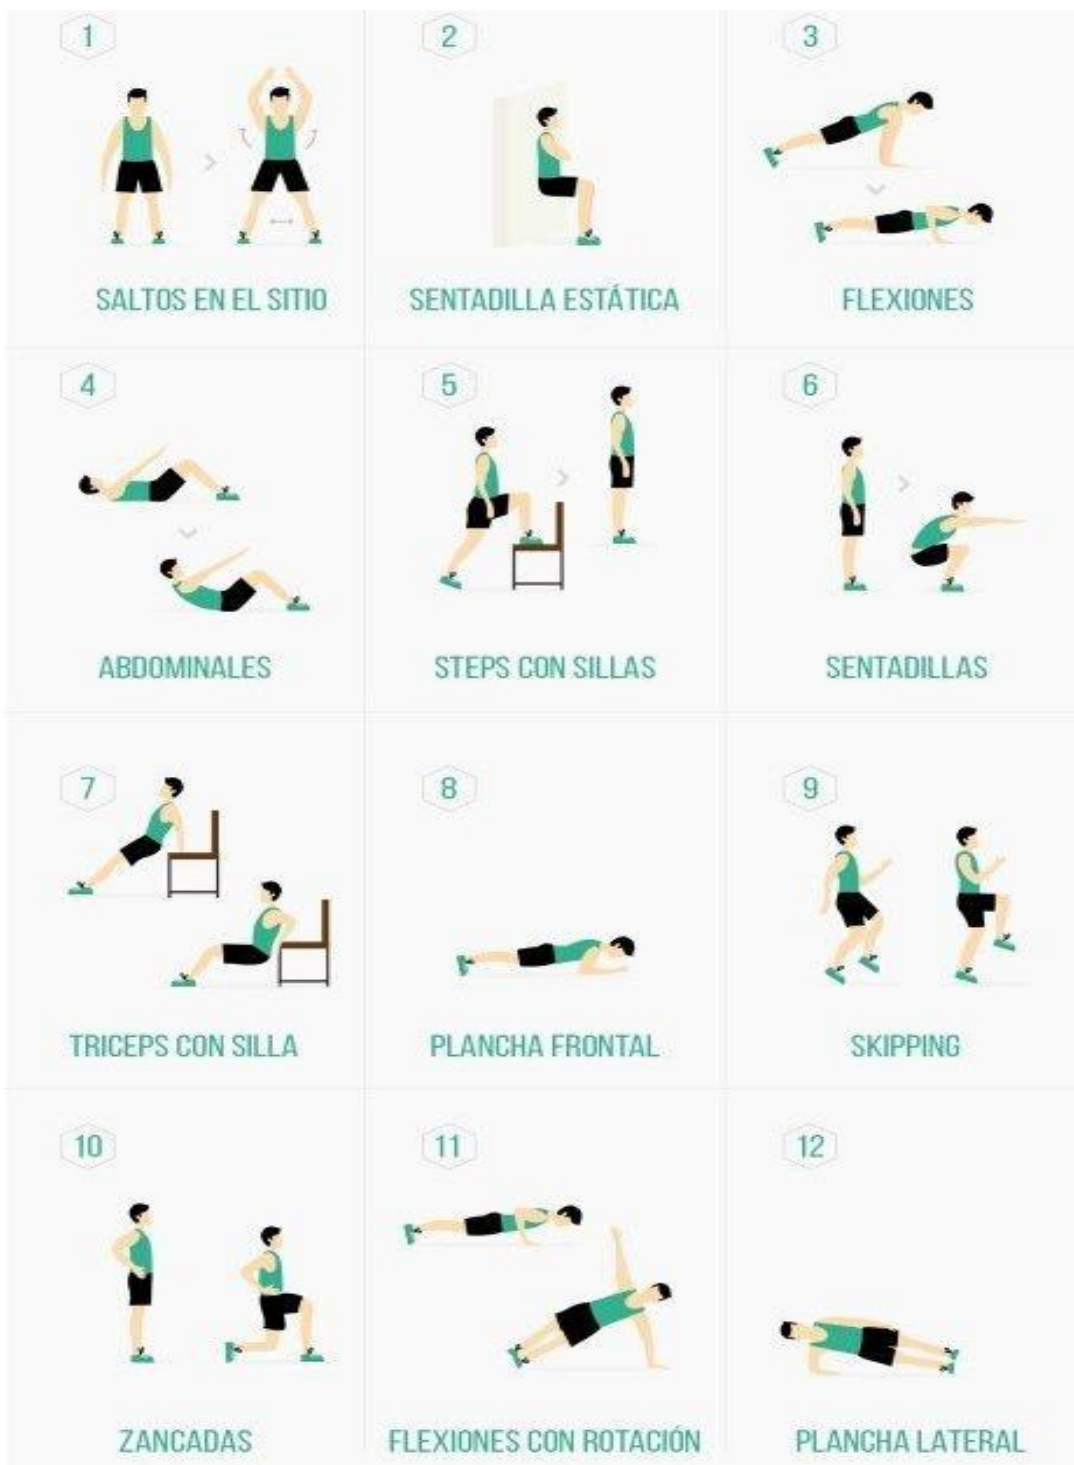 1
SALTOS EN EL SITIO
2
SENTADILLA ESTÁTICA
3
FLEXIONES
4
ABDOMINALES
5
STEPS CON SILLAS
6
SENTADILLAS
7
TRICEPS CON SILLA
8
PLANCHA FRONTAL
9
SKIPPING
10
ZANCADAS
11
FLEXIONES CON ROTACIÓN
12
PLANCHA LATERAL